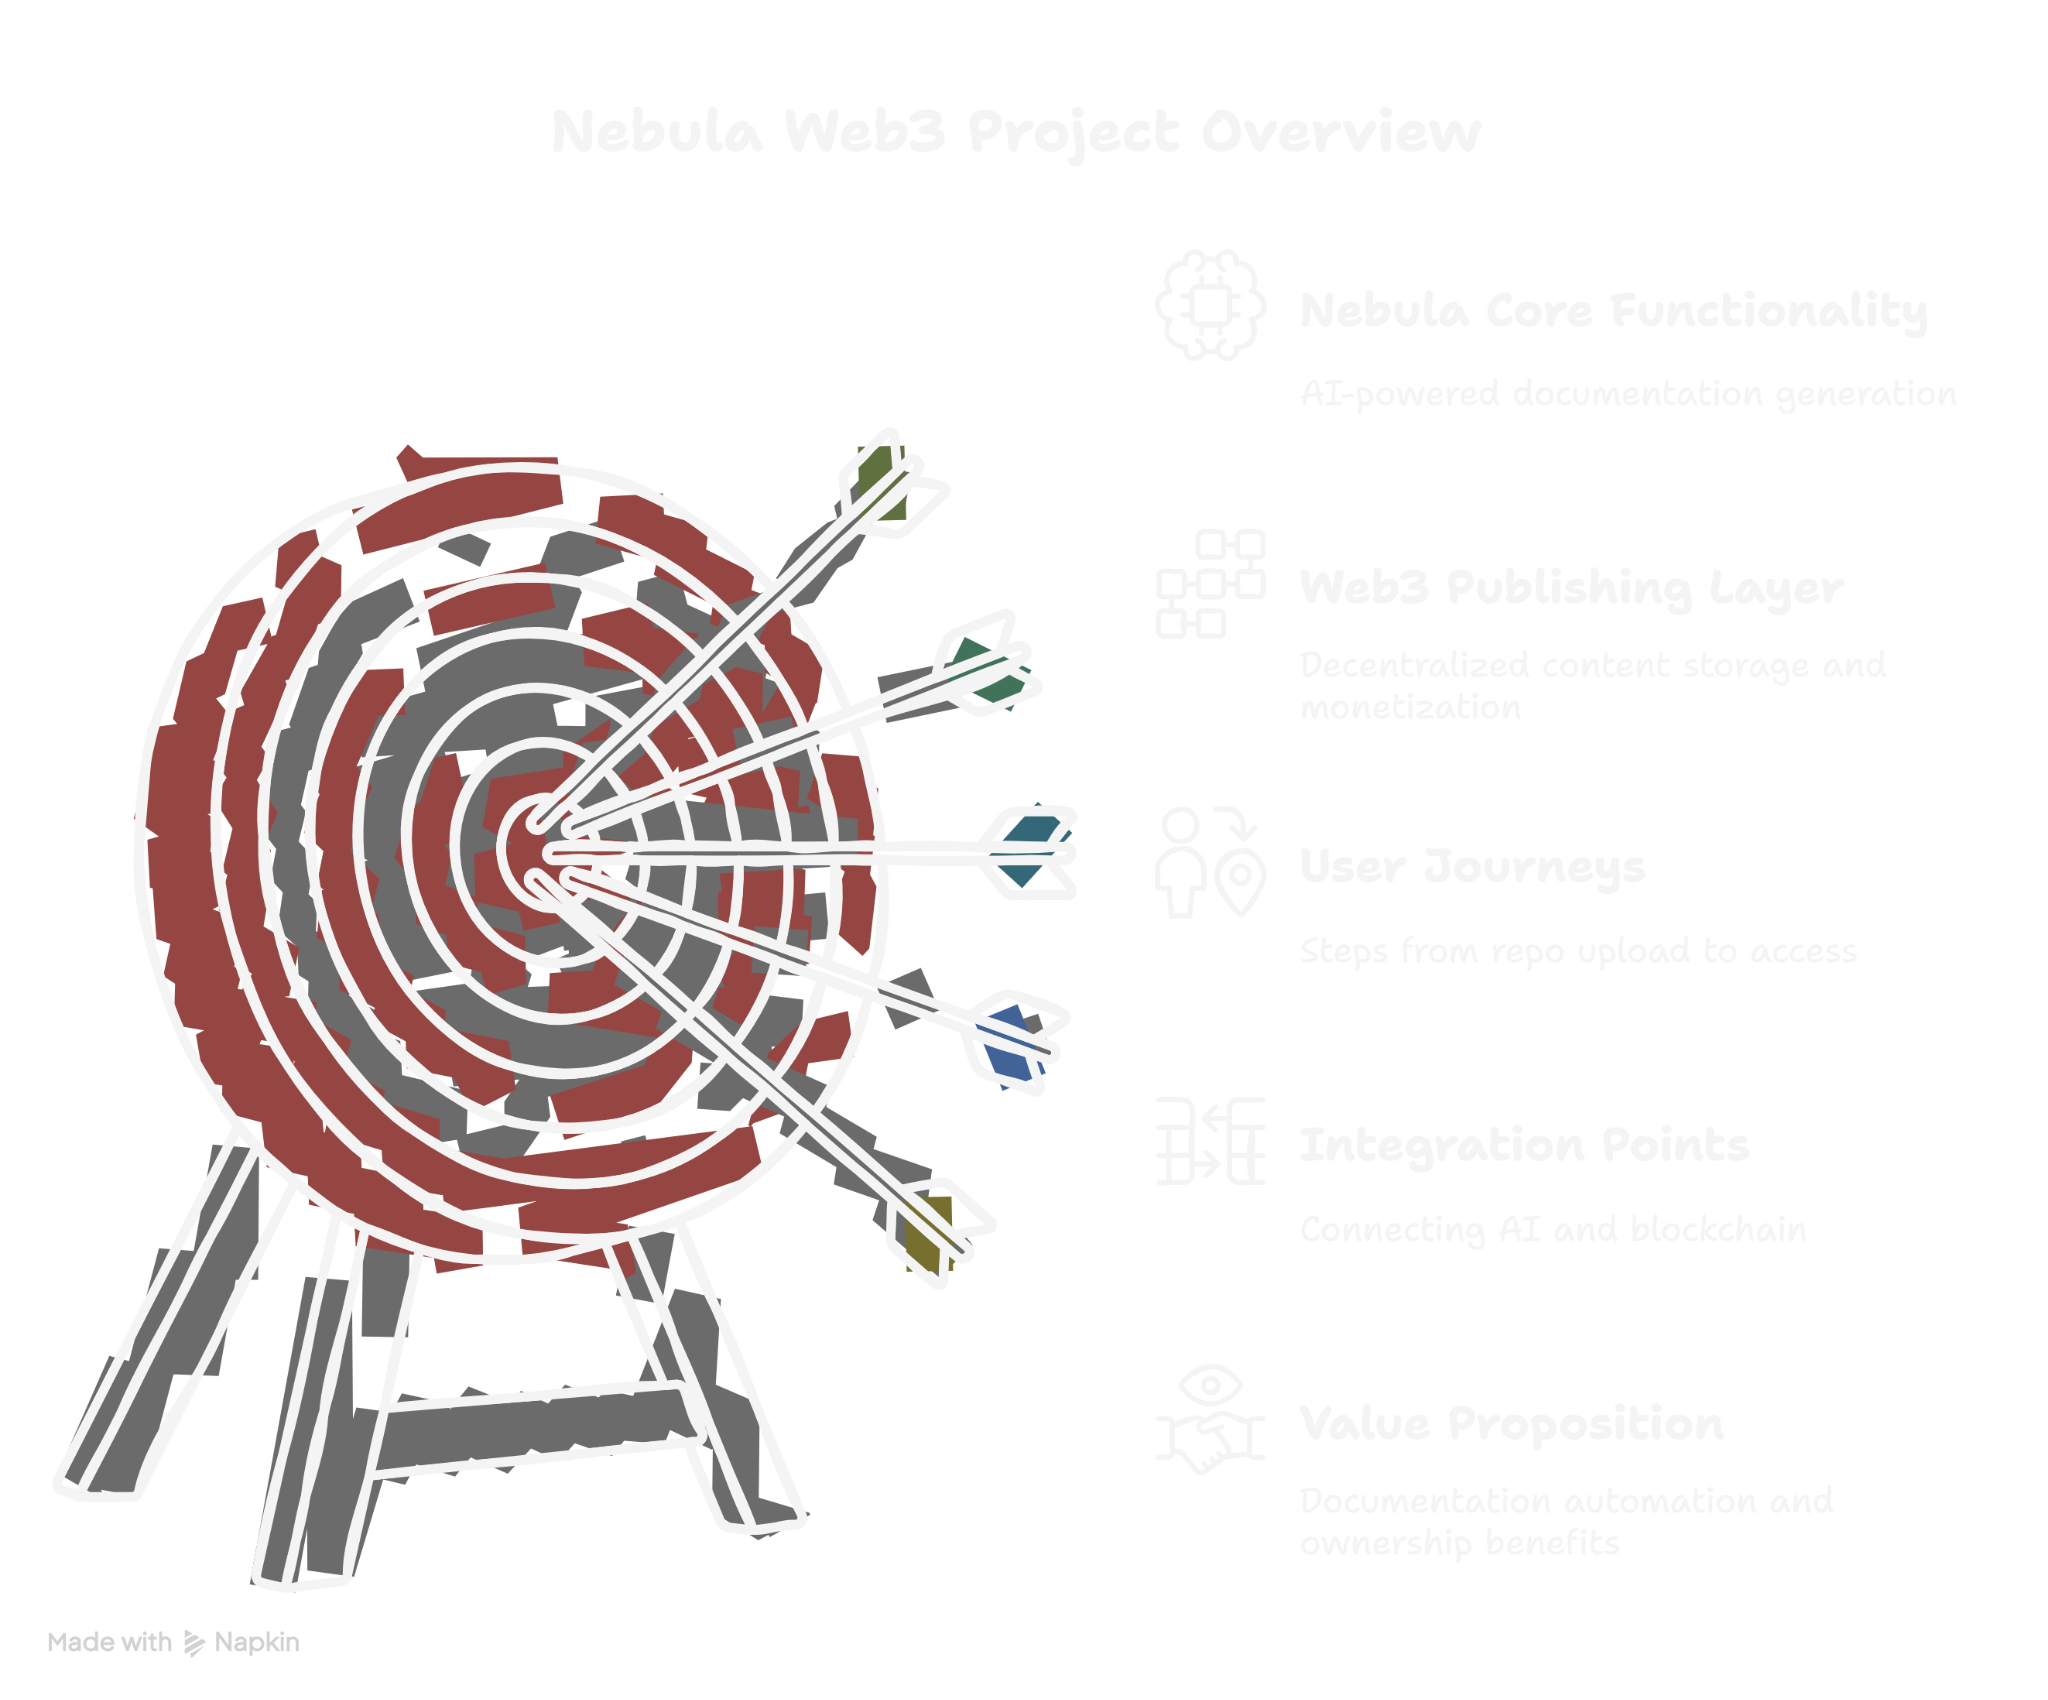 Nebula Web3 Project Overview
Nebula Core Functionality
AI-powered documentation generation
Web3 Publishing Layer
Decentralized content storage and
monetization
User Journeys
Steps from repo upload to access
Integration Points
Connecting AI and blockchain
Value Proposition
Documentation automation and
ownership benefits
Made with Napkin